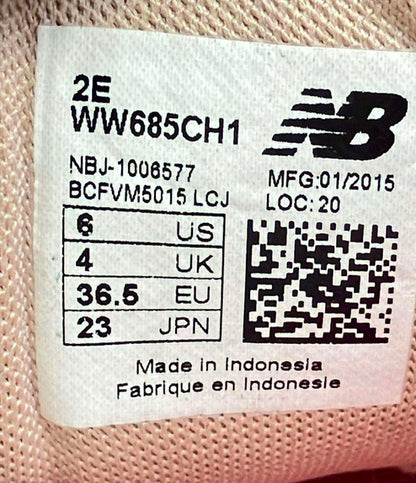 2E
WW685CH1
NB
NBJ-1006577
BCFVM5015 LCJ
MFG:01/2015
LOC: 20
6 US
4 UK
36.5 EU
23 JPN
Made in Indonesia
Fabrique en Indonesie